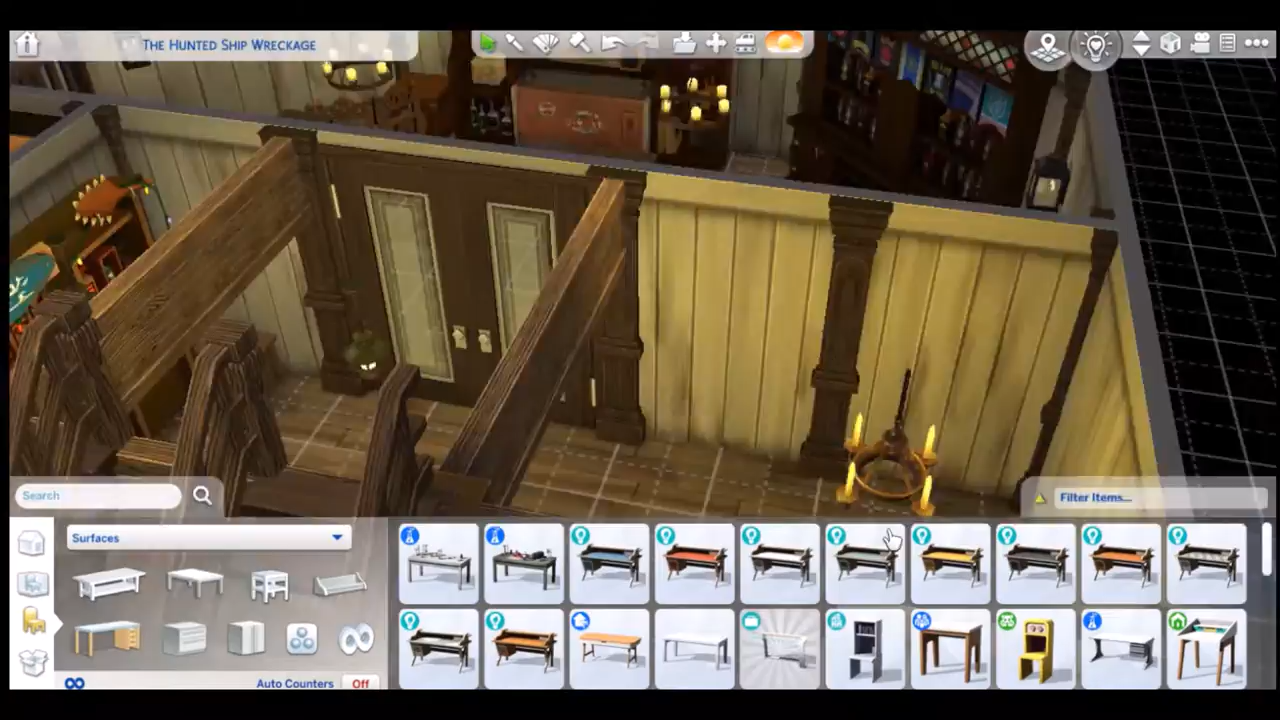 THE HUNTED SHIP WRECKAGE
Search
Filter Items...
Surfaces
Auto Counters Off